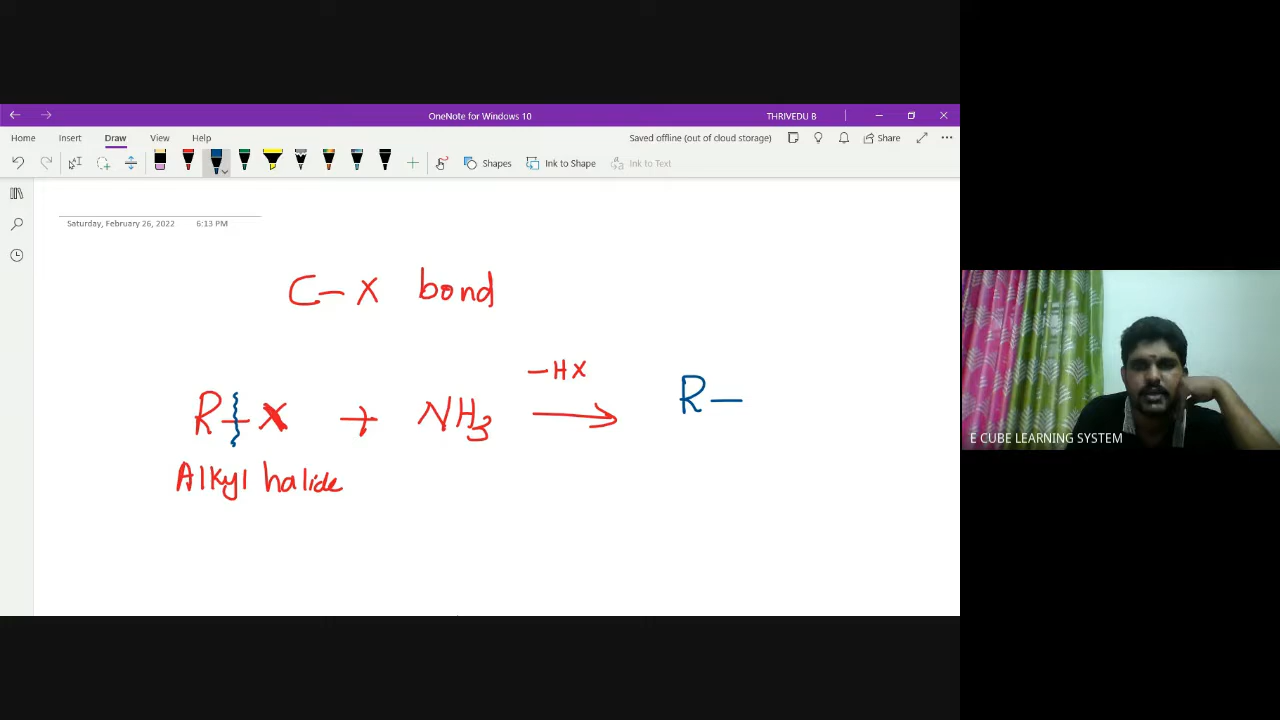 OneNote for Windows 10
THRIVEDU B
Home Insert Draw View Help
Saved offline (out of cloud storage)
Share
Shapes Ink to Shape Ink to Text
Saturday, February 26, 2022 6:13 PM
C-X bond
-HX
R-X + NH3 → R-
Alkyl halide
E CUBE LEARNING SYSTEM